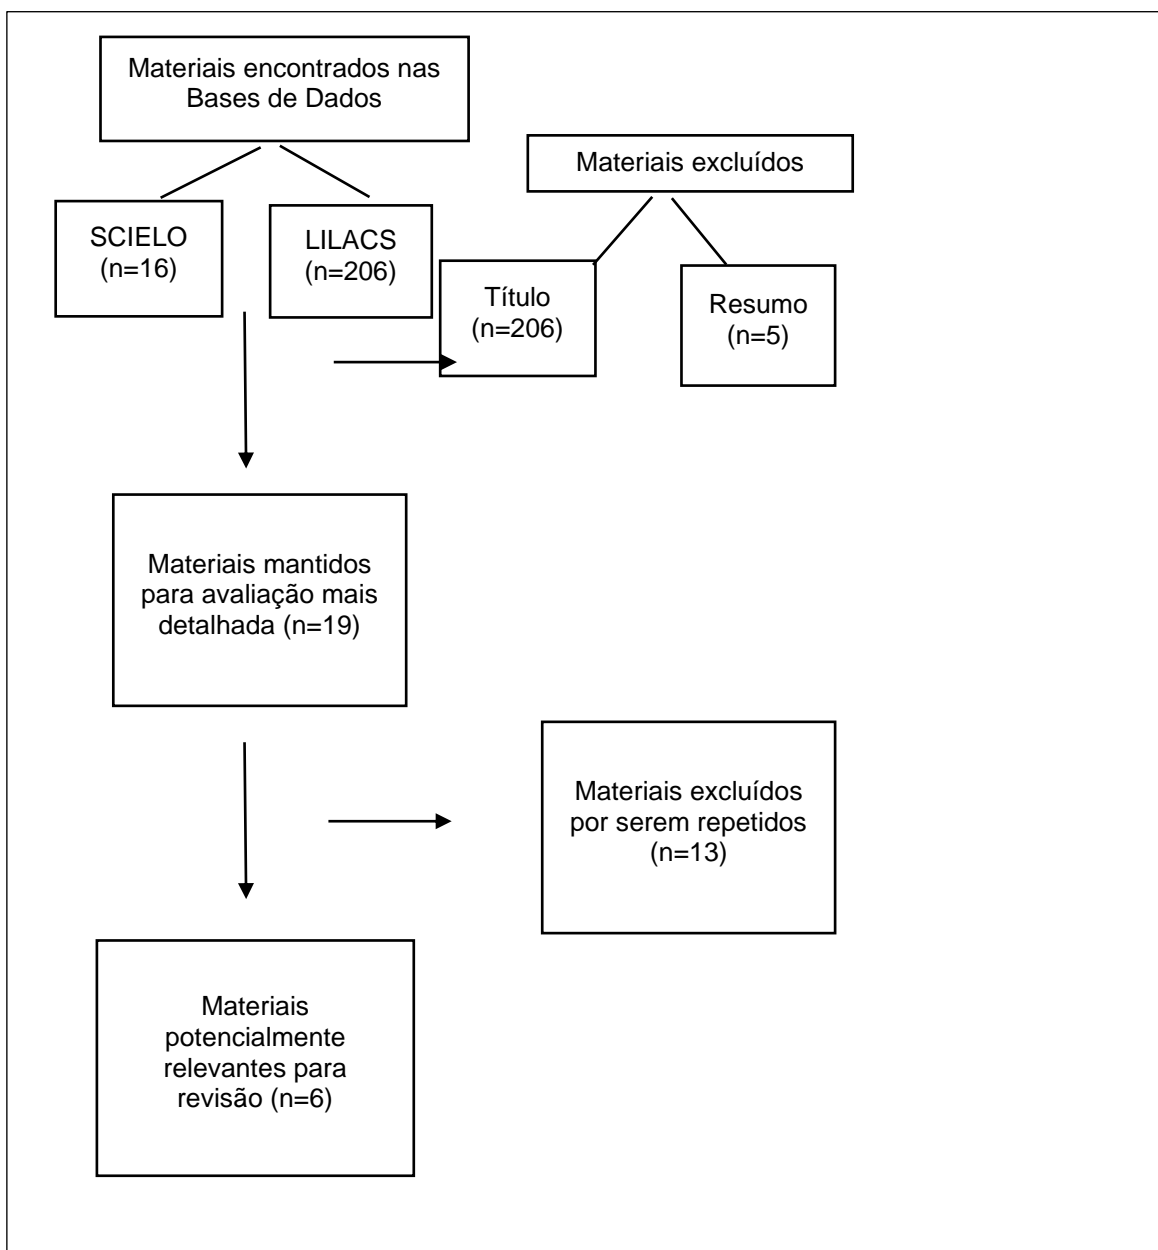 Materiais encontrados nas
Bases de Dados
Materiais excluídos
SCIELO
(n=16)
LILACS
(n=206)
Título
(n=206)
Resumo
(n=5)
Materiais mantidos
para avaliação mais
detalhada (n=19)
Materiais excluídos
por serem repetidos
(n=13)
Materiais
potencialmente
relevantes para
revisão (n=6)